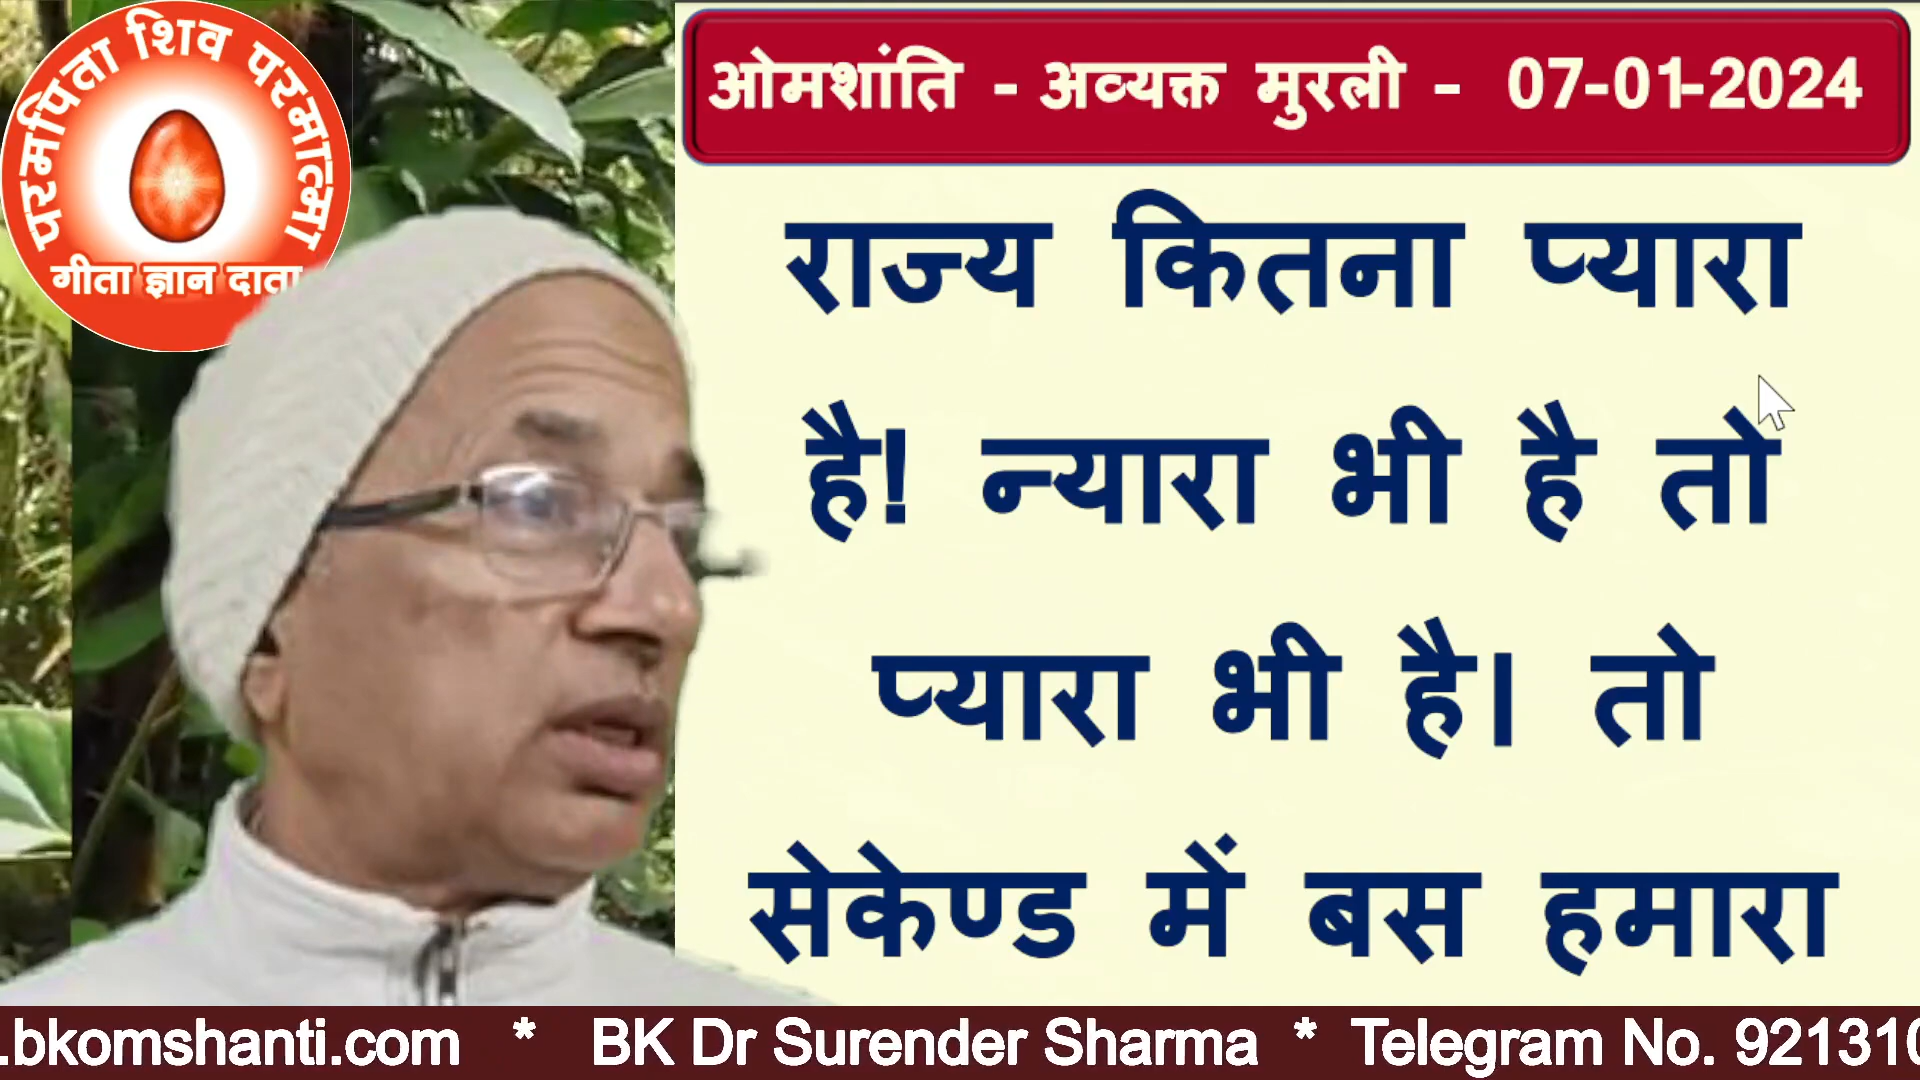 परमपिता शिव परमात्मा
गीता ज्ञान दाता
ओमशांति - अव्यक्त मुरली - 07-01-2024
राज्य कितना प्यारा
है! न्यारा भी है तो
प्यारा भी है। तो
सेकेण्ड में बस हमारा
.bkomshanti.com * BK Dr Surender Sharma * Telegram No. 921310